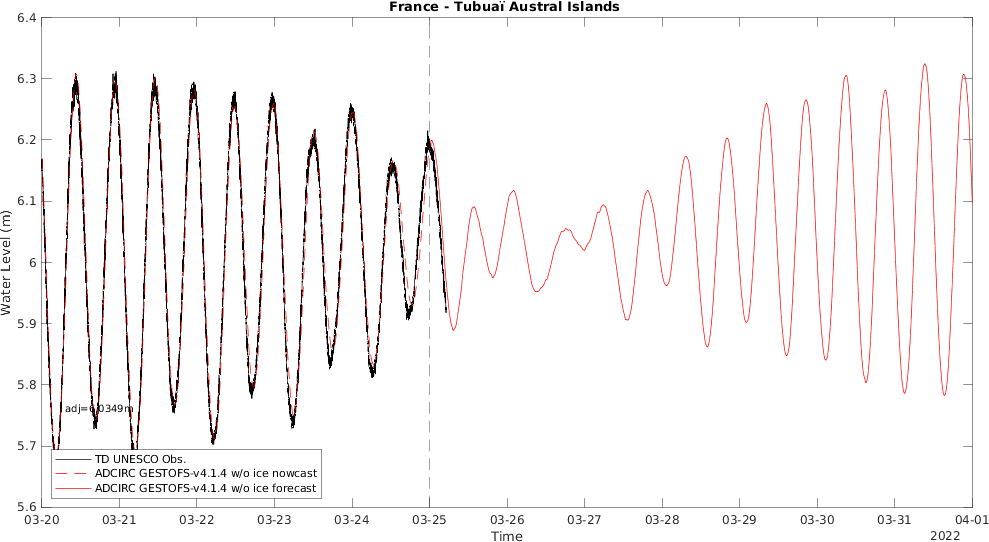 France - Tubuaï Austral Islands
6.4
6.3
6.2
6.1
6
5.9
5.8
5.7
5.6
Water Level (m)
adj=6.0349m
TD UNESCO Obs.
ADCIRC GESTOFS-v4.1.4 w/o ice nowcast
ADCIRC GESTOFS-v4.1.4 w/o ice forecast
03-20 03-21 03-22 03-23 03-24 03-25 03-26 03-27 03-28 03-29 03-30 03-31 04-01
Time
2022